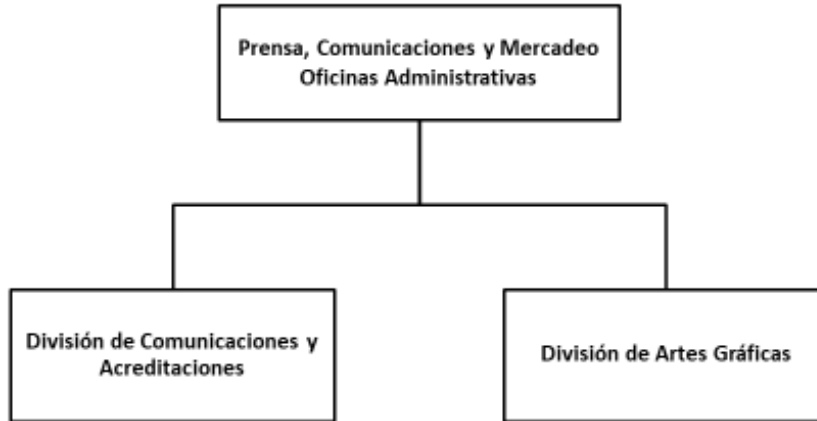 Prensa, Comunicaciones y Mercadeo
Oficinas Administrativas
División de Comunicaciones y
Acreditaciones
División de Artes Gráficas